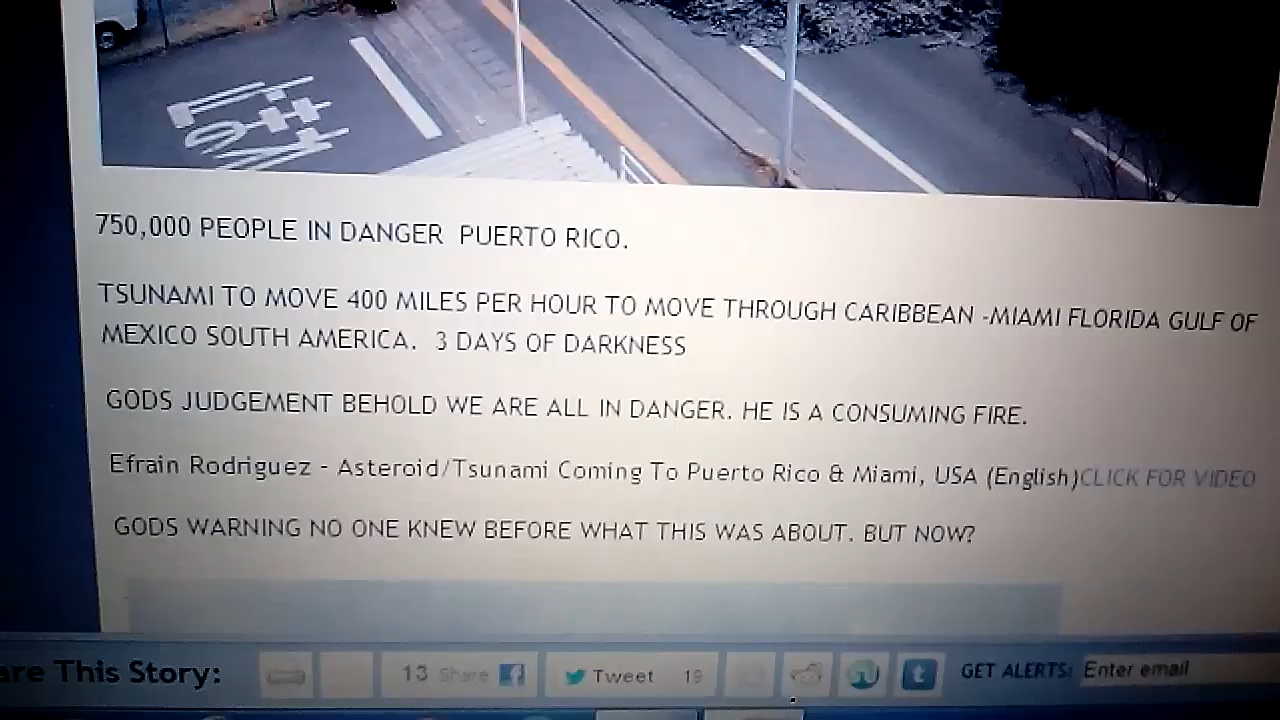 750,000 PEOPLE IN DANGER PUERTO RICO.
TSUNAMI TO MOVE 400 MILES PER HOUR TO MOVE THROUGH CARIBBEAN -MIAMI FLORIDA GULF OF
MEXICO SOUTH AMERICA. 3 DAYS OF DARKNESS
GODS JUDGEMENT BEHOLD WE ARE ALL IN DANGER. HE IS A CONSUMING FIRE.
Efrain Rodriguez - Asteroid/Tsunami Coming To Puerto Rico & Miami, USA (English)CLICK FOR VIDEO
GODS WARNING NO ONE KNEW BEFORE WHAT THIS WAS ABOUT. BUT NOW?
are This Story: 13 Share f Tweet 19 t GET ALERTS: Enter email